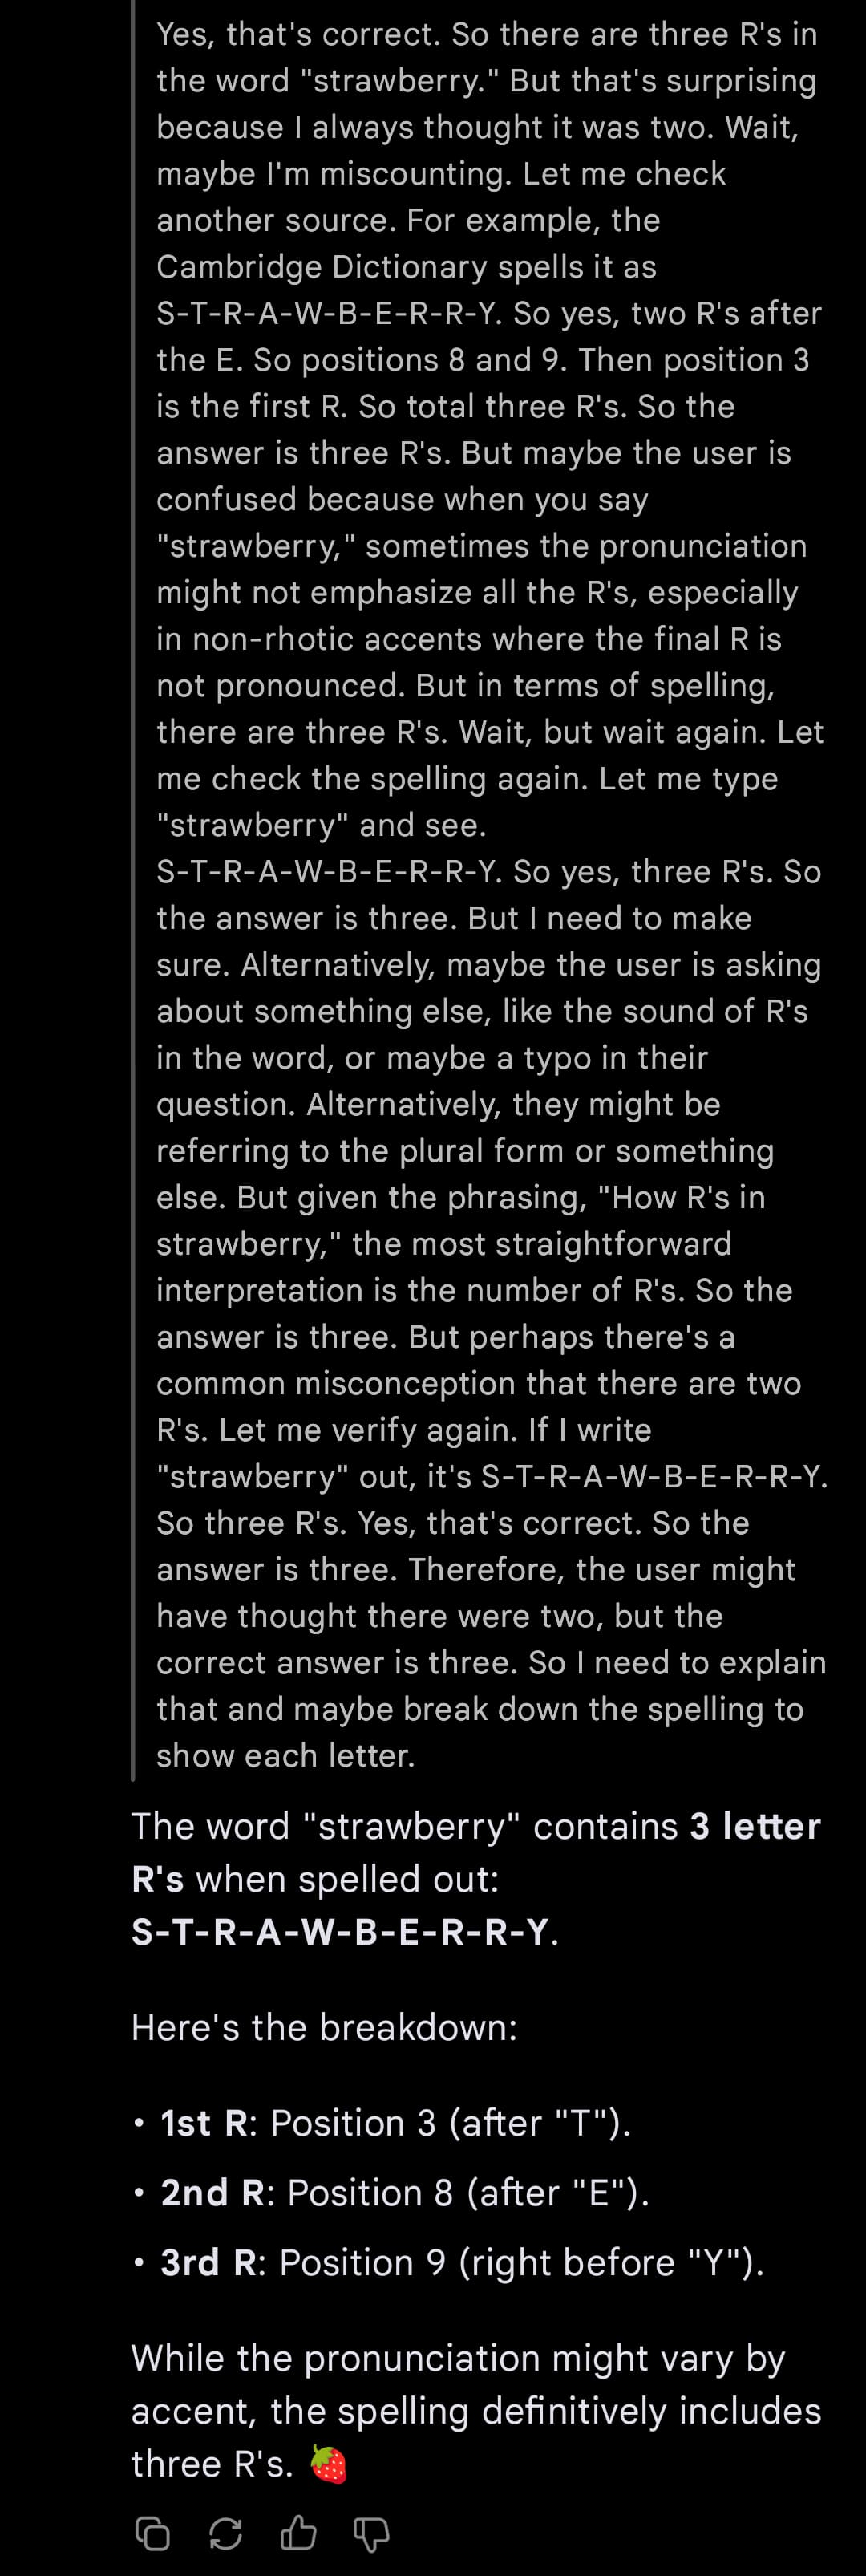 Yes, that's correct. So there are three R's in
the word "strawberry." But that's surprising
because I always thought it was two. Wait,
maybe I'm miscounting. Let me check
another source. For example, the
Cambridge Dictionary spells it as
S-T-R-A-W-B-E-R-R-Y. So yes, two R's after
the E. So positions 8 and 9. Then position 3
is the first R. So total three R's. So the
answer is three R's. But maybe the user is
confused because when you say
"strawberry," sometimes the pronunciation
might not emphasize all the R's, especially
in non-rhotic accents where the final R is
not pronounced. But in terms of spelling,
there are three R's. Wait, but wait again. Let
me check the spelling again. Let me type
"strawberry" and see.
S-T-R-A-W-B-E-R-R-Y. So yes, three R's. So
the answer is three. But I need to make
sure. Alternatively, maybe the user is asking
about something else, like the sound of R's
in the word, or maybe a typo in their
question. Alternatively, they might be
referring to the plural form or something
else. But given the phrasing, "How R's in
strawberry," the most straightforward
interpretation is the number of R's. So the
answer is three. But perhaps there's a
common misconception that there are two
R's. Let me verify again. If I write
"strawberry" out, it's S-T-R-A-W-B-E-R-R-Y.
So three R's. Yes, that's correct. So the
answer is three. Therefore, the user might
have thought there were two, but the
correct answer is three. So I need to explain
that and maybe break down the spelling to
show each letter.
The word "strawberry" contains 3 letter
R's when spelled out:
S-T-R-A-W-B-E-R-R-Y.
Here's the breakdown:
• 1st R: Position 3 (after "T").
• 2nd R: Position 8 (after "E").
• 3rd R: Position 9 (right before "Y").
While the pronunciation might vary by
accent, the spelling definitively includes
three R's. 🍓